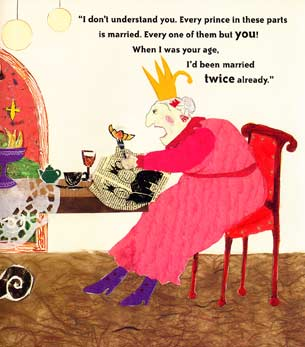 "I don't understand you. Every prince in these parts
is married. Every one of them but you!
When I was your age,
I'd been married
twice already."